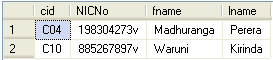 cid NICNo fname lname
1 C04 198304273v Madhuranga Perera
2 C10 885267897v Waruni Kirinda